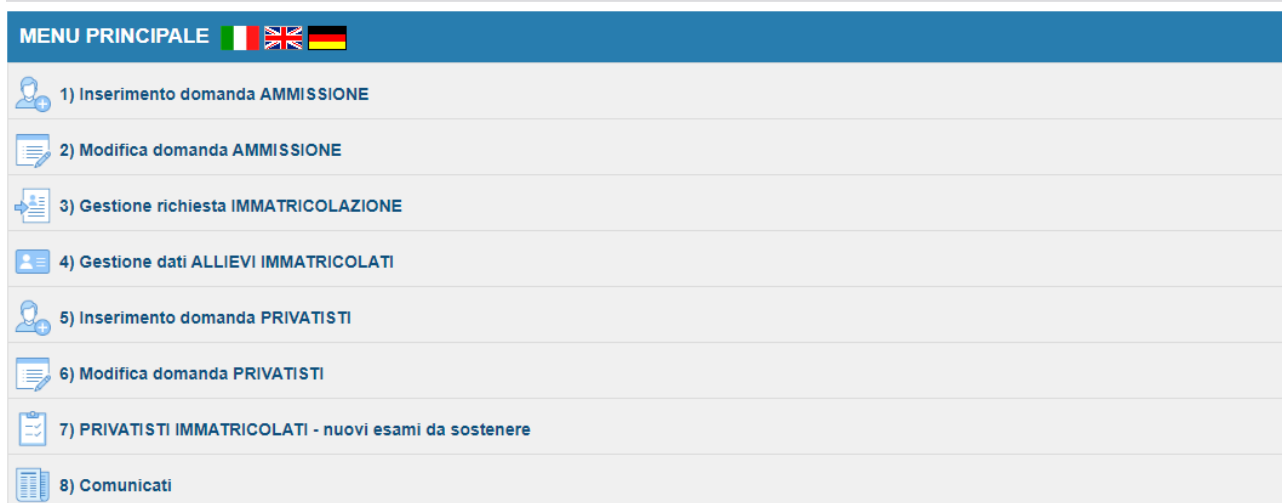 MENU PRINCIPALE
1) Inserimento domanda AMMISSIONE
2) Modifica domanda AMMISSIONE
3) Gestione richiesta IMMATRICOLAZIONE
4) Gestione dati ALLIEVI IMMATRICOLATI
5) Inserimento domanda PRIVATISTI
6) Modifica domanda PRIVATISTI
7) PRIVATISTI IMMATRICOLATI - nuovi esami da sostenere
8) Comunicati